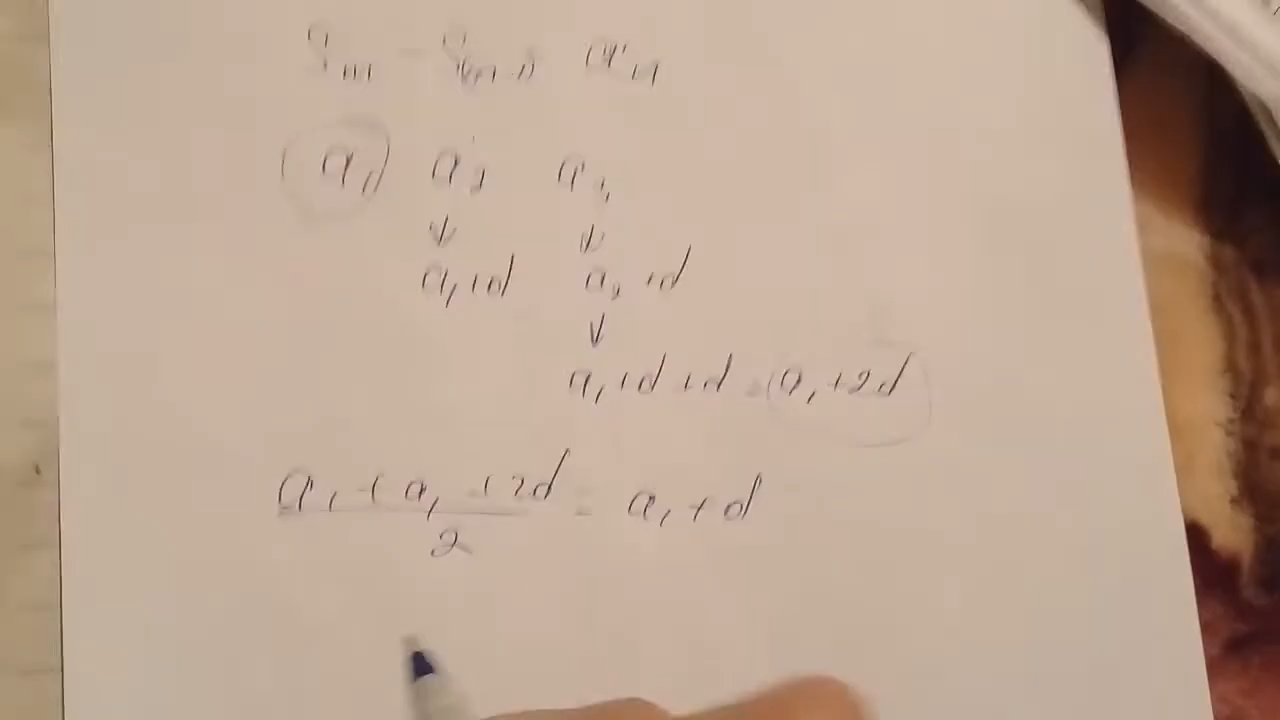 a₁ a₂ a₃
↓ ↓
a₁+d a₂+d
↓
a₁+d+d = a₁+2d
(a₁+a₁+2d)/2 = a₁+d